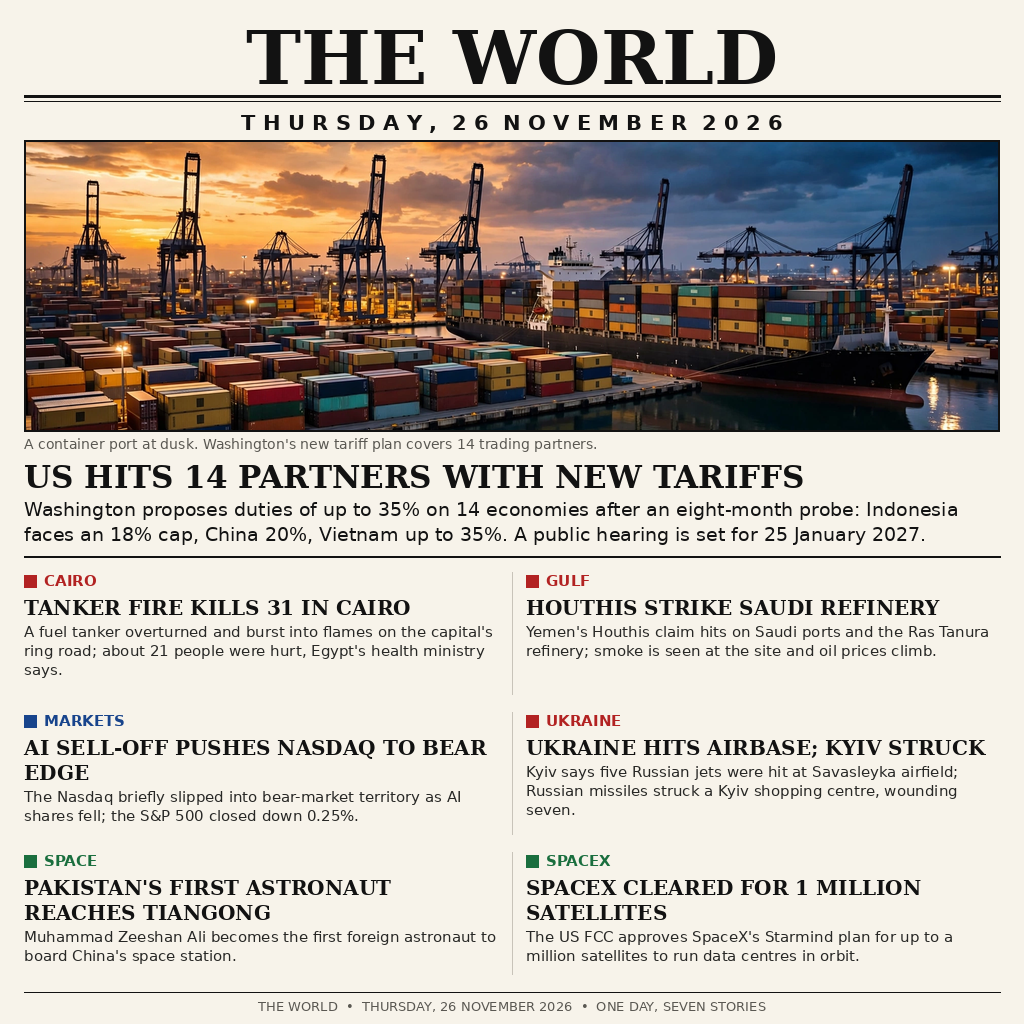 THE WORLD
THURSDAY, 26 NOVEMBER 2026
A container port at dusk. Washington's new tariff plan covers 14 trading partners.
US HITS 14 PARTNERS WITH NEW TARIFFS
Washington proposes duties of up to 35% on 14 economies after an eight-month probe: Indonesia
faces an 18% cap, China 20%, Vietnam up to 35%. A public hearing is set for 25 January 2027.
CAIRO
TANKER FIRE KILLS 31 IN CAIRO
A fuel tanker overturned and burst into flames on the capital's
ring road; about 21 people were hurt, Egypt's health ministry
says.
GULF
HOUTHIS STRIKE SAUDI REFINERY
Yemen's Houthis claim hits on Saudi ports and the Ras Tanura
refinery; smoke is seen at the site and oil prices climb.
MARKETS
AI SELL-OFF PUSHES NASDAQ TO BEAR
EDGE
The Nasdaq briefly slipped into bear-market territory as AI
shares fell; the S&P 500 closed down 0.25%.
UKRAINE
UKRAINE HITS AIRBASE; KYIV STRUCK
Kyiv says five Russian jets were hit at Savasleyka airfield;
Russian missiles struck a Kyiv shopping centre, wounding
seven.
SPACE
PAKISTAN'S FIRST ASTRONAUT
REACHES TIANGONG
Muhammad Zeeshan Ali becomes the first foreign astronaut to
board China's space station.
SPACEX
SPACEX CLEARED FOR 1 MILLION
SATELLITES
The US FCC approves SpaceX's Starmind plan for up to a
million satellites to run data centres in orbit.
THE WORLD • THURSDAY, 26 NOVEMBER 2026 • ONE DAY, SEVEN STORIES